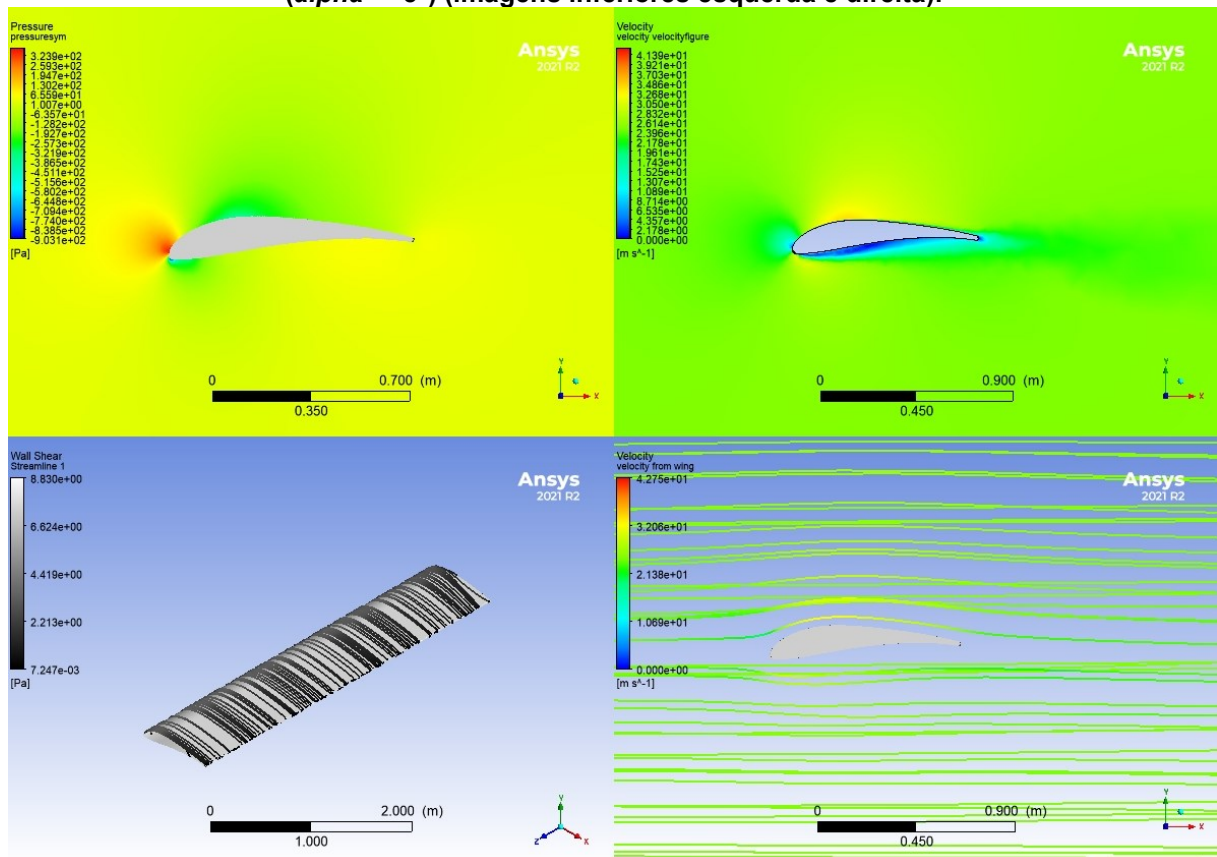 (alpha = -5°) (imagens inferiores esquerda e direita).
Pressure
pressuresym
3.239e+02
2.593e+02
1.947e+02
1.302e+02
6.559e+01
1.007e+00
-6.357e+01
-1.282e+02
-1.927e+02
-2.573e+02
-3.219e+02
-3.865e+02
-4.511e+02
-5.156e+02
-5.802e+02
-6.448e+02
-7.094e+02
-7.740e+02
-8.385e+02
-9.031e+02
[Pa]
Ansys
2021 R2
0 0.700 (m)
0.350
Y
X
Velocity
velocity velocityfigure
4.139e+01
3.921e+01
3.703e+01
3.486e+01
3.268e+01
3.050e+01
2.832e+01
2.614e+01
2.396e+01
2.178e+01
1.961e+01
1.743e+01
1.525e+01
1.307e+01
1.089e+01
8.714e+00
6.535e+00
4.357e+00
2.178e+00
0.000e+00
[m s^-1]
Ansys
2021 R2
0 0.900 (m)
0.450
Y
X
Wall Shear
Streamline 1
8.830e+00
6.624e+00
4.419e+00
2.213e+00
7.247e-03
[Pa]
Ansys
2021 R2
0 2.000 (m)
1.000
Y
Z X
Velocity
velocity from wing
4.275e+01
3.206e+01
2.138e+01
1.069e+01
0.000e+00
[m s^-1]
Ansys
2021 R2
0 0.900 (m)
0.450
Y
X